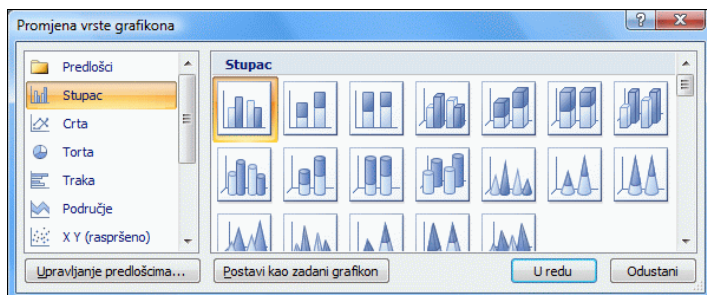 Promjena vrste grafikona
Predlošci
Stupac
Crta
Torta
Traka
Područje
X Y (raspršeno)
Stupac
Upravljanje predlošcima...
Postavi kao zadani grafikon
U redu
Odustani